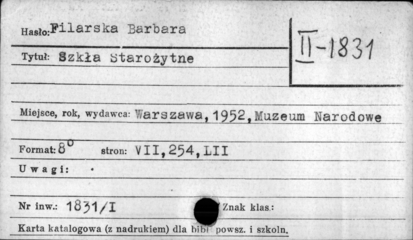 Hasło: Filarska Barbara
II-1831
Tytuł: Szkła Starożytne
Miejsce, rok, wydawca: Warszawa, 1952, Muzeum Narodowe
Format: 8° stron: VII, 254, LII
Uwagi:
Nr inw.: 1831/I Znak klas:
Karta katalogowa (z nadrukiem) dla bibl powsz. i szkoln.